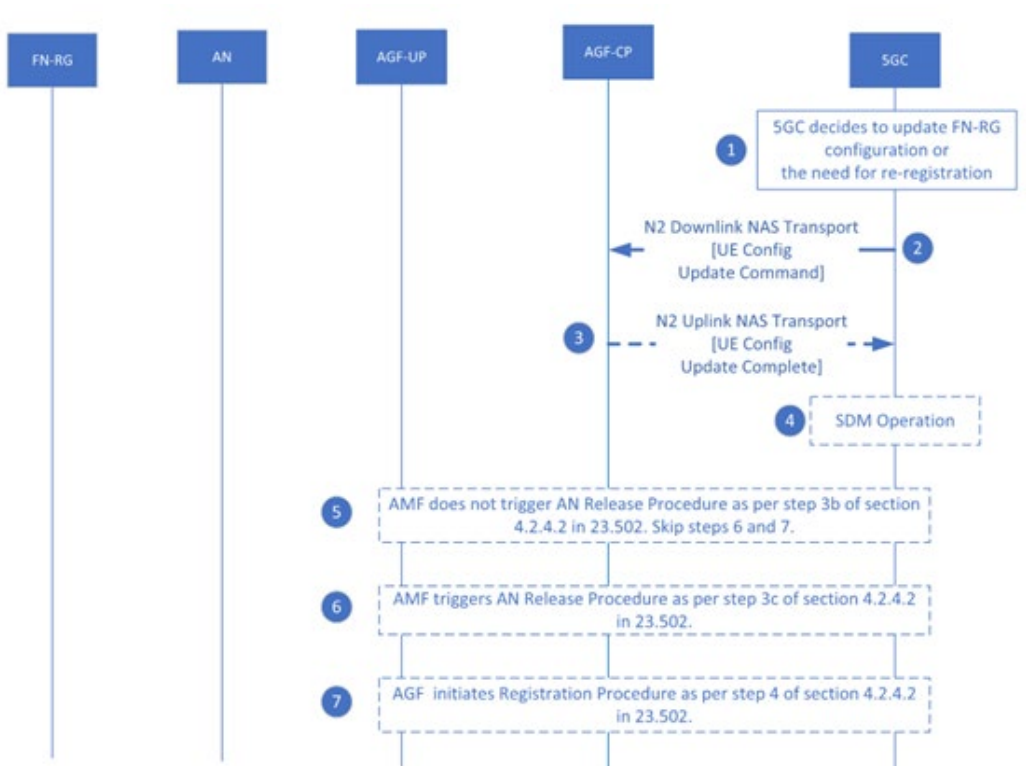 FN-RG
AN
AGF-UP
AGF-CP
5GC
1
5GC decides to update FN-RG
configuration or
the need for re-registration
N2 Downlink NAS Transport
[UE Config
Update Command]
2
3
N2 Uplink NAS Transport
[UE Config
Update Complete]
4
SDM Operation
5
AMF does not trigger AN Release Procedure as per step 3b of section
4.2.4.2 in 23.502. Skip steps 6 and 7.
6
AMF triggers AN Release Procedure as per step 3c of section 4.2.4.2
in 23.502.
7
AGF initiates Registration Procedure as per step 4 of section 4.2.4.2
in 23.502.